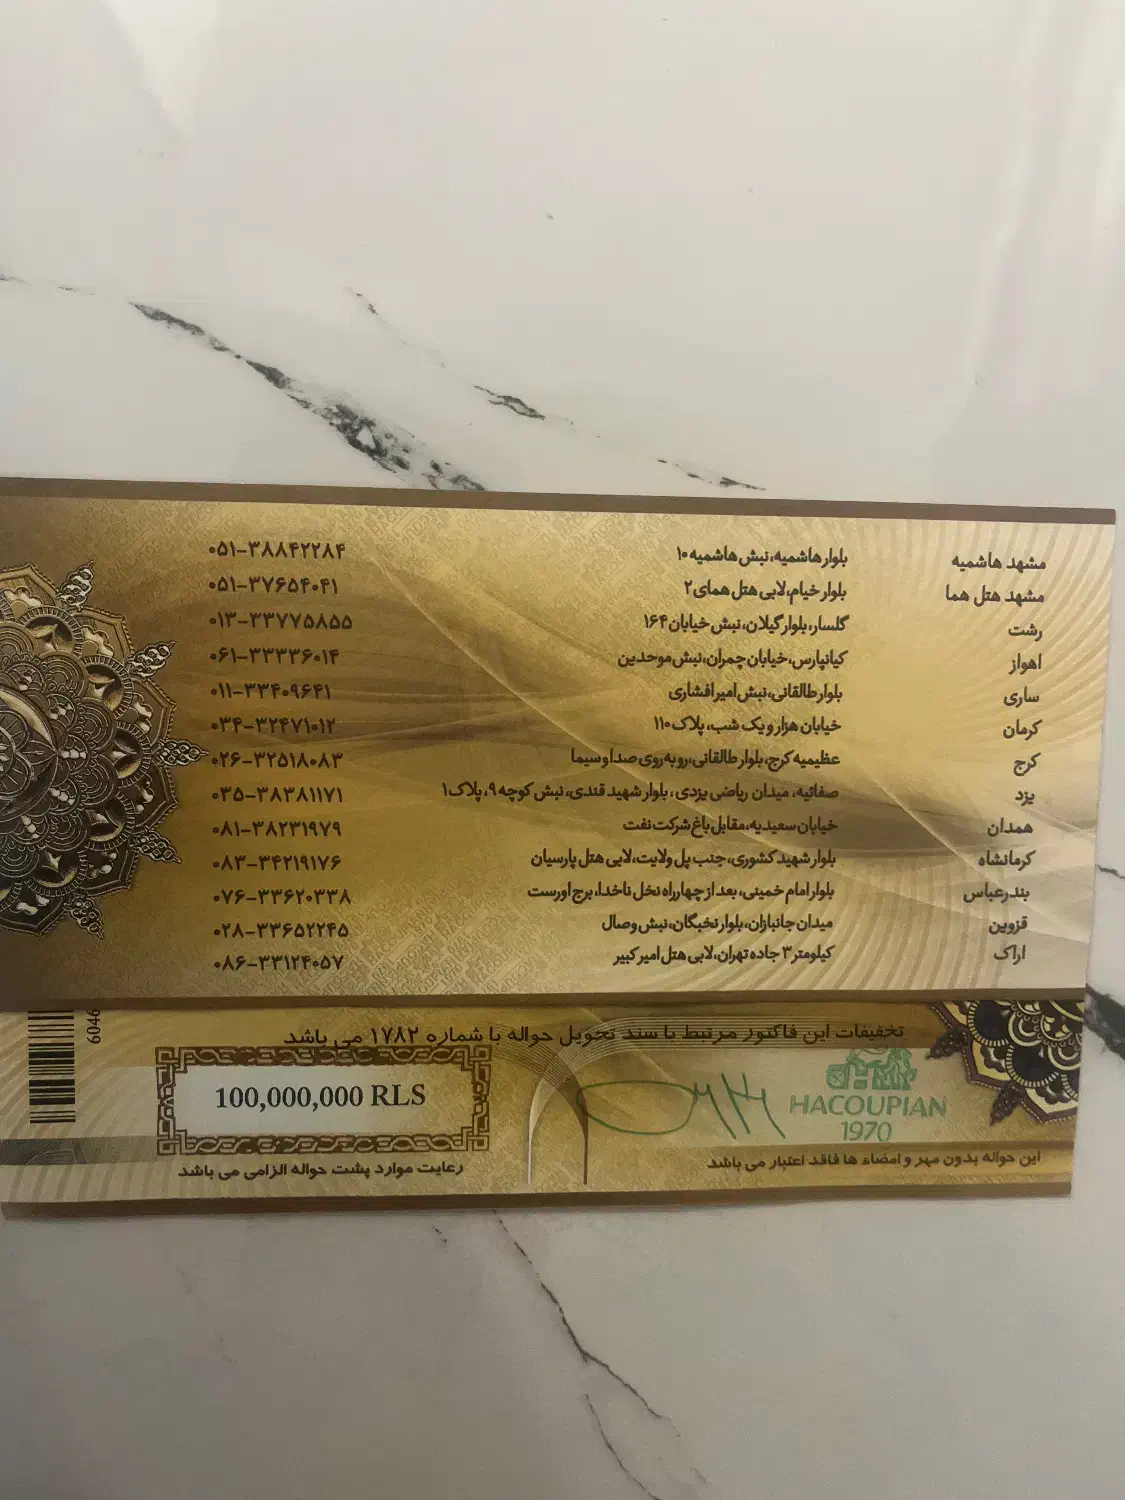 مشهد هاشمیه بلوار هاشمیه، نبش هاشمیه ۱۰ ۰۵۱-۳۸۸۴۲۲۸۴
مشهد هتل هما بلوار خیام، لابی هتل همای ۲ ۰۵۱-۳۷۶۵۴۰۴۱
رشت گلسار، بلوار گیلان، نبش خیابان ۱۶۴ ۰۱۳-۳۳۷۷۵۸۵۵
اهواز کیانپارس، خیابان چمران، نبش موحدین ۰۶۱-۳۳۳۳۶۰۱۴
ساری بلوار طالقانی، نبش امیر افشاری ۰۱۱-۳۳۴۰۹۶۴۱
کرمان خیابان هزار و یک شب، پلاک ۱۱۰ ۰۳۴-۳۲۴۷۱۰۱۲
کرج عظیمیه کرج، بلوار طالقانی، رو به روی صدا و سیما ۰۲۶-۳۲۵۱۸۰۸۳
یزد صفائیه، میدان ریاضی یزدی، بلوار شهید قندی، نبش کوچه ۹، پلاک ۱ ۰۳۵-۳۸۳۸۱۱۷۱
همدان خیابان سعیدیه، مقابل باغ شرکت نفت ۰۸۱-۳۸۲۳۱۹۷۹
کرمانشاه بلوار شهید کشوری، جنب پل ولایت، لابی هتل پارسیان ۰۸۳-۳۴۲۱۹۱۷۶
بندرعباس بلوار امام خمینی، بعد از چهارراه نخل ناخدا، برج اورست ۰۷۶-۳۳۶۲۰۳۳۸
قزوین میدان جانبازان، بلوار نخبگان، نبش وصال ۰۲۸-۳۳۶۵۲۲۴۵
اراک کیلومتر ۳ جاده تهران، لابی هتل امیر کبیر ۰۸۶-۳۳۱۲۴۰۵۷
تخفیفات این فاکتور مرتبط با سند تحویل حواله با شماره ۱۷۸۲ می باشد
6046
100,000,000 RLS
HACOUPIAN
1970
این حواله بدون مهر و امضاء ها فاقد اعتبار می باشد
رعایت موارد پشت حواله الزامی می باشد